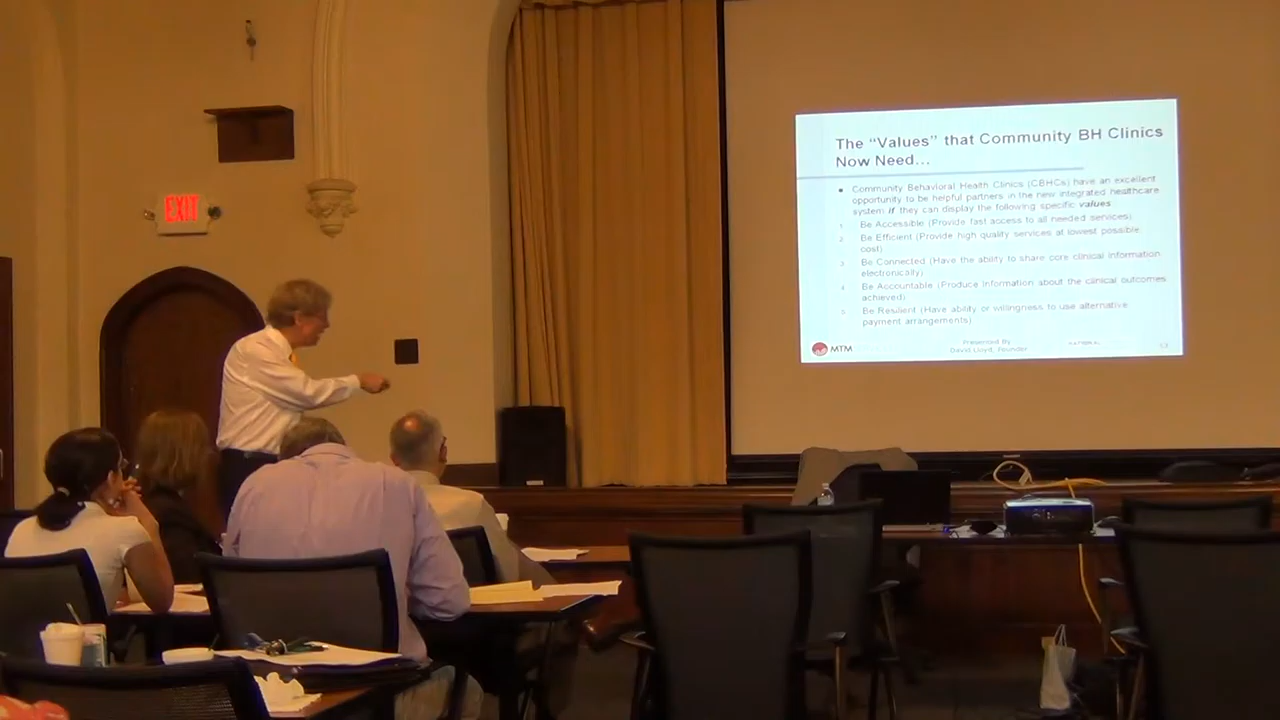 EXIT
The “Values” that Community BH Clinics
Now Need...
Community Behavioral Health Clinics (CBHCs) have an excellent
opportunity to be helpful partners in the new integrated healthcare
system if they can display the following specific values
1 Be Accessible (Provide fast access to all needed services)
2 Be Efficient (Provide high quality services at lowest possible
cost)
3 Be Connected (Have the ability to share core clinical information
electronically)
4 Be Accountable (Produce information about the clinical outcomes
achieved)
5 Be Resilient (Have ability or willingness to use alternative
payment arrangements)
MTM
Presented By
David Lloyd, Founder
NATIONAL